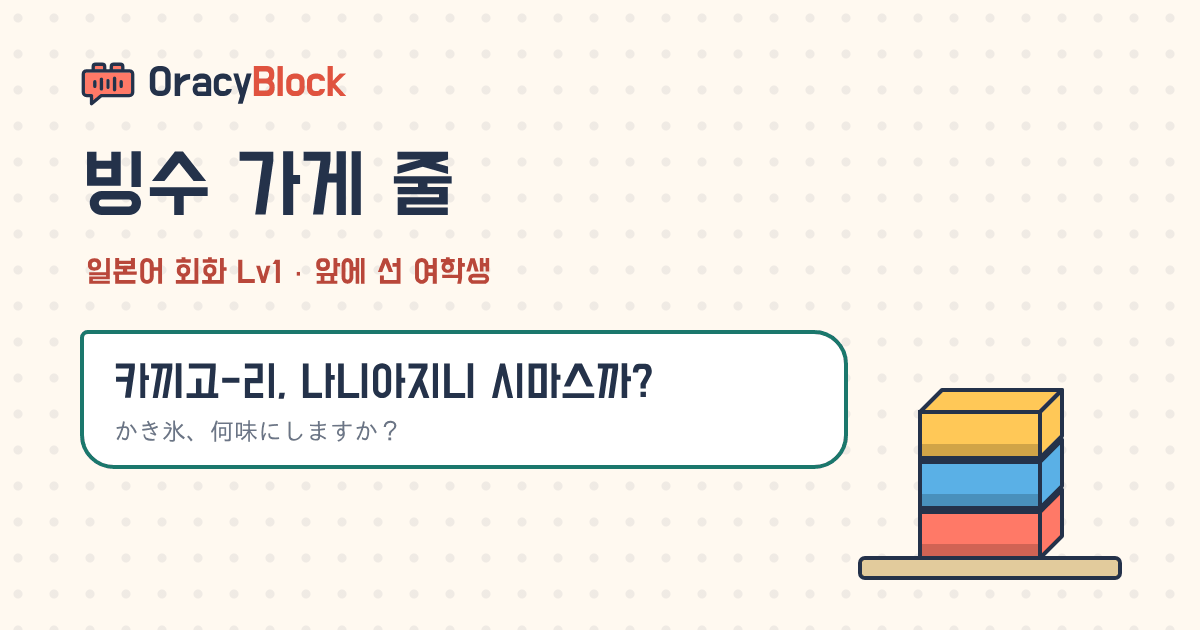 OracyBlock
빙수 가게 줄
일본어 회화 Lv1 · 앞에 선 여학생
카끼고-리, 나니아지니 시마스까?
かき氷、何味にしますか？